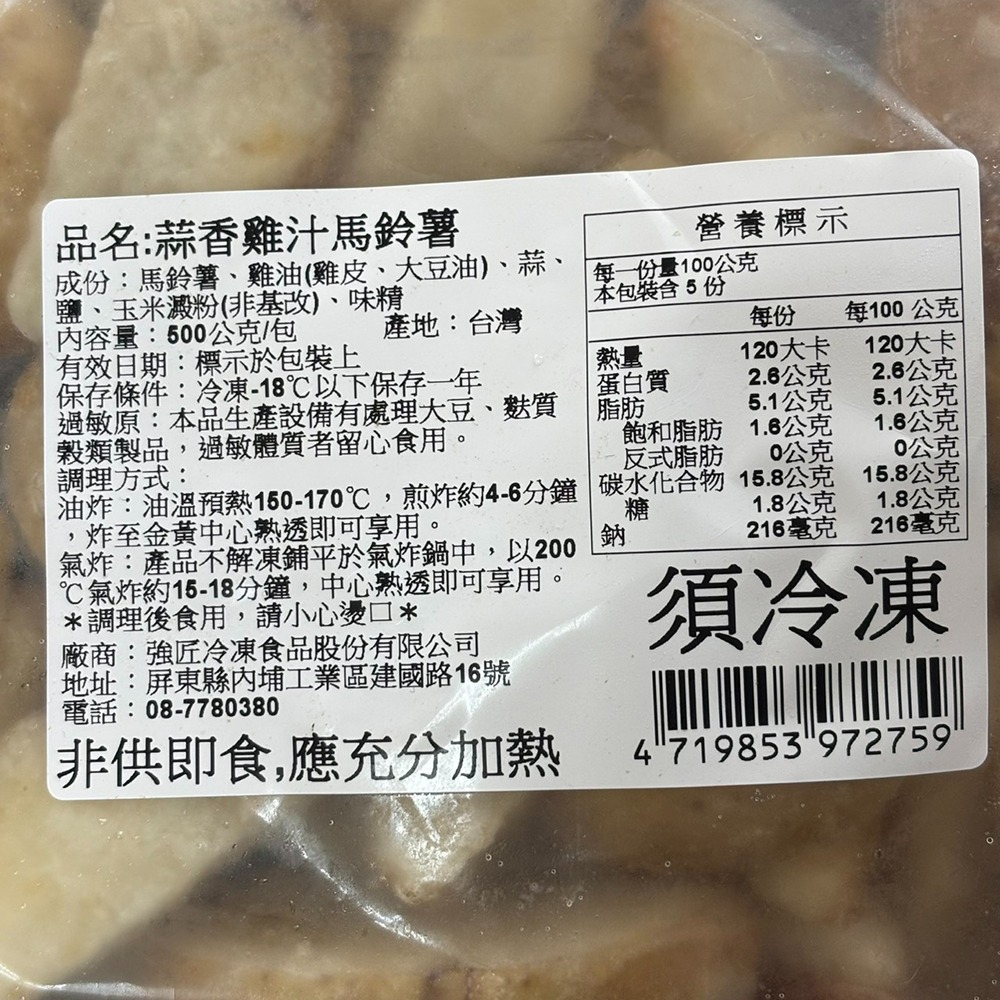 品名:蒜香雞汁馬鈴薯
成份：馬鈴薯、雞油(雞皮、大豆油)、蒜、
鹽、玉米澱粉(非基改)、味精
內容量：500公克/包 產地：台灣
有效日期：標示於包裝上
保存條件：冷凍-18℃以下保存一年
過敏原：本品生產設備有處理大豆、麩質
穀類製品，過敏體質者留心食用。
調理方式：
油炸：油溫預熱150-170℃，煎炸約4-6分鐘
，炸至金黃中心熟透即可享用。
氣炸：產品不解凍鋪平於氣炸鍋中，以200
℃氣炸約15-18分鐘，中心熟透即可享用。
＊調理後食用，請小心燙口＊
廠商：強匠冷凍食品股份有限公司
地址：屏東縣內埔工業區建國路16號
電話：08-7780380
非供即食,應充分加熱
營養標示
每一份量100公克
本包裝含 5 份
每份 每100 公克
熱量 120大卡 120大卡
蛋白質 2.6公克 2.6公克
脂肪 5.1公克 5.1公克
飽和脂肪 1.6公克 1.6公克
反式脂肪 0公克 0公克
碳水化合物 15.8公克 15.8公克
糖 1.8公克 1.8公克
鈉 216毫克 216毫克
須冷凍
4 719853 972759